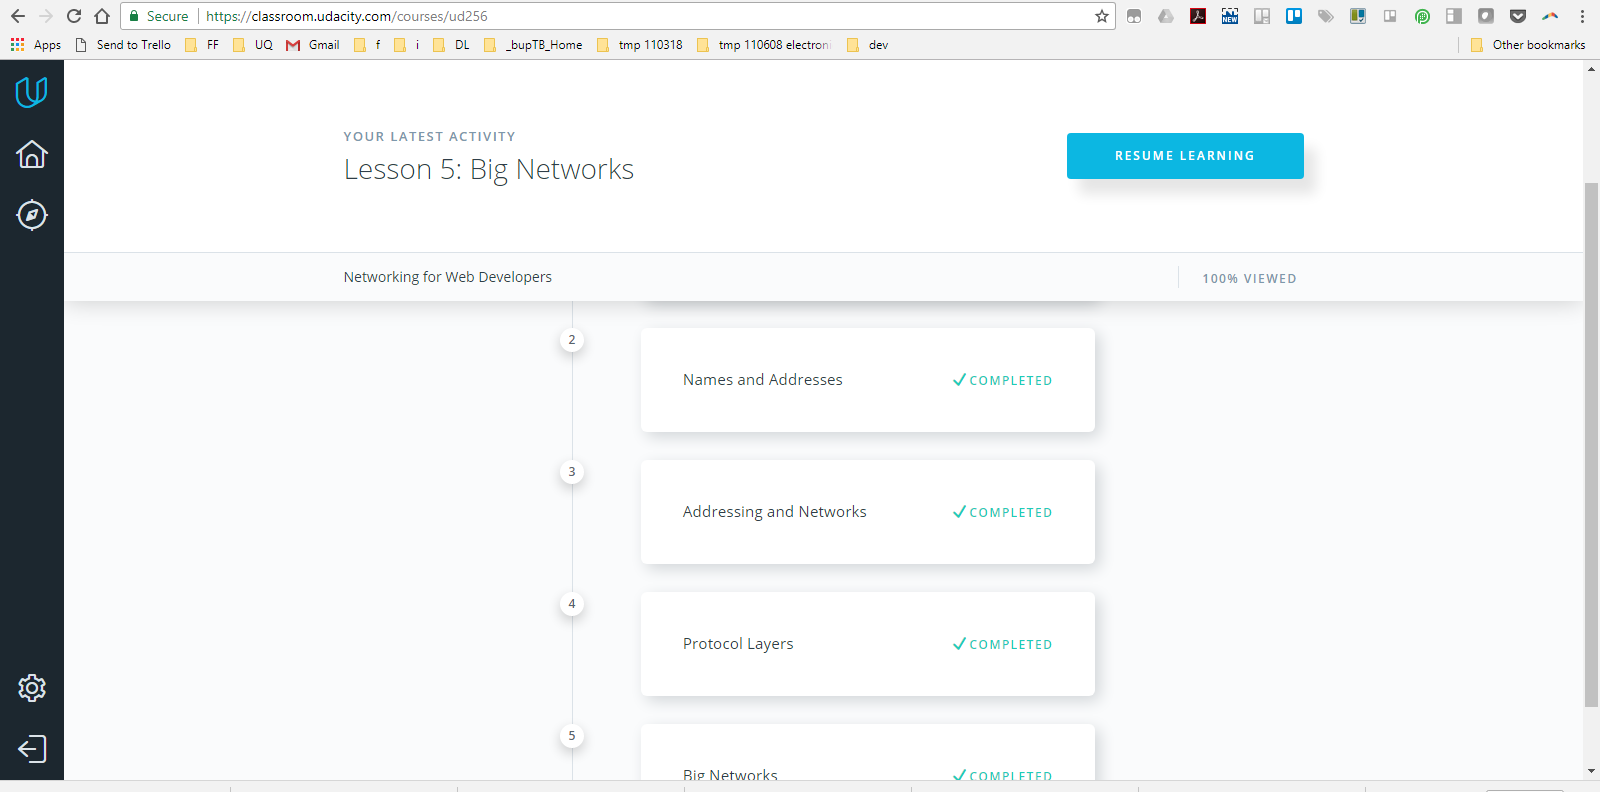 Secure https://classroom.udacity.com/courses/ud256
Apps Send to Trello FF UQ Gmail f i DL _bupTB_Home tmp 110318 tmp 110608 electron dev Other bookmarks
YOUR LATEST ACTIVITY
Lesson 5: Big Networks
RESUME LEARNING
Networking for Web Developers
100% VIEWED
2
Names and Addresses
COMPLETED
3
Addressing and Networks
COMPLETED
4
Protocol Layers
COMPLETED
5
Big Networks
COMPLETED
NEW